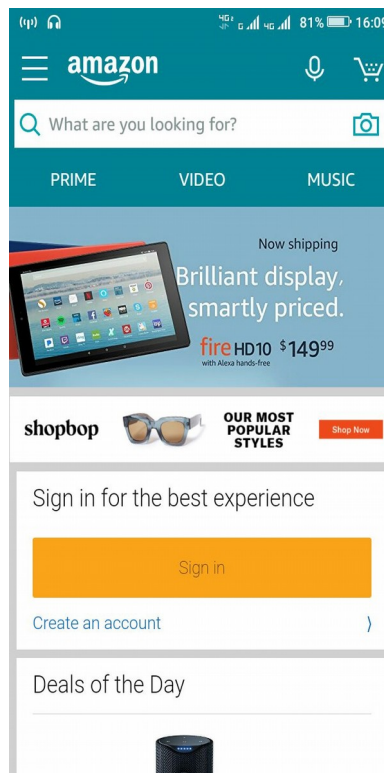 4G 81% 16:09
amazon
What are you looking for?
PRIME VIDEO MUSIC
Now shipping
Brilliant display,
smartly priced.
fire HD10 $149⁹⁹
with Alexa hands-free
shopbop
OUR MOST
POPULAR
STYLES
Shop Now
Sign in for the best experience
Sign in
Create an account
Deals of the Day